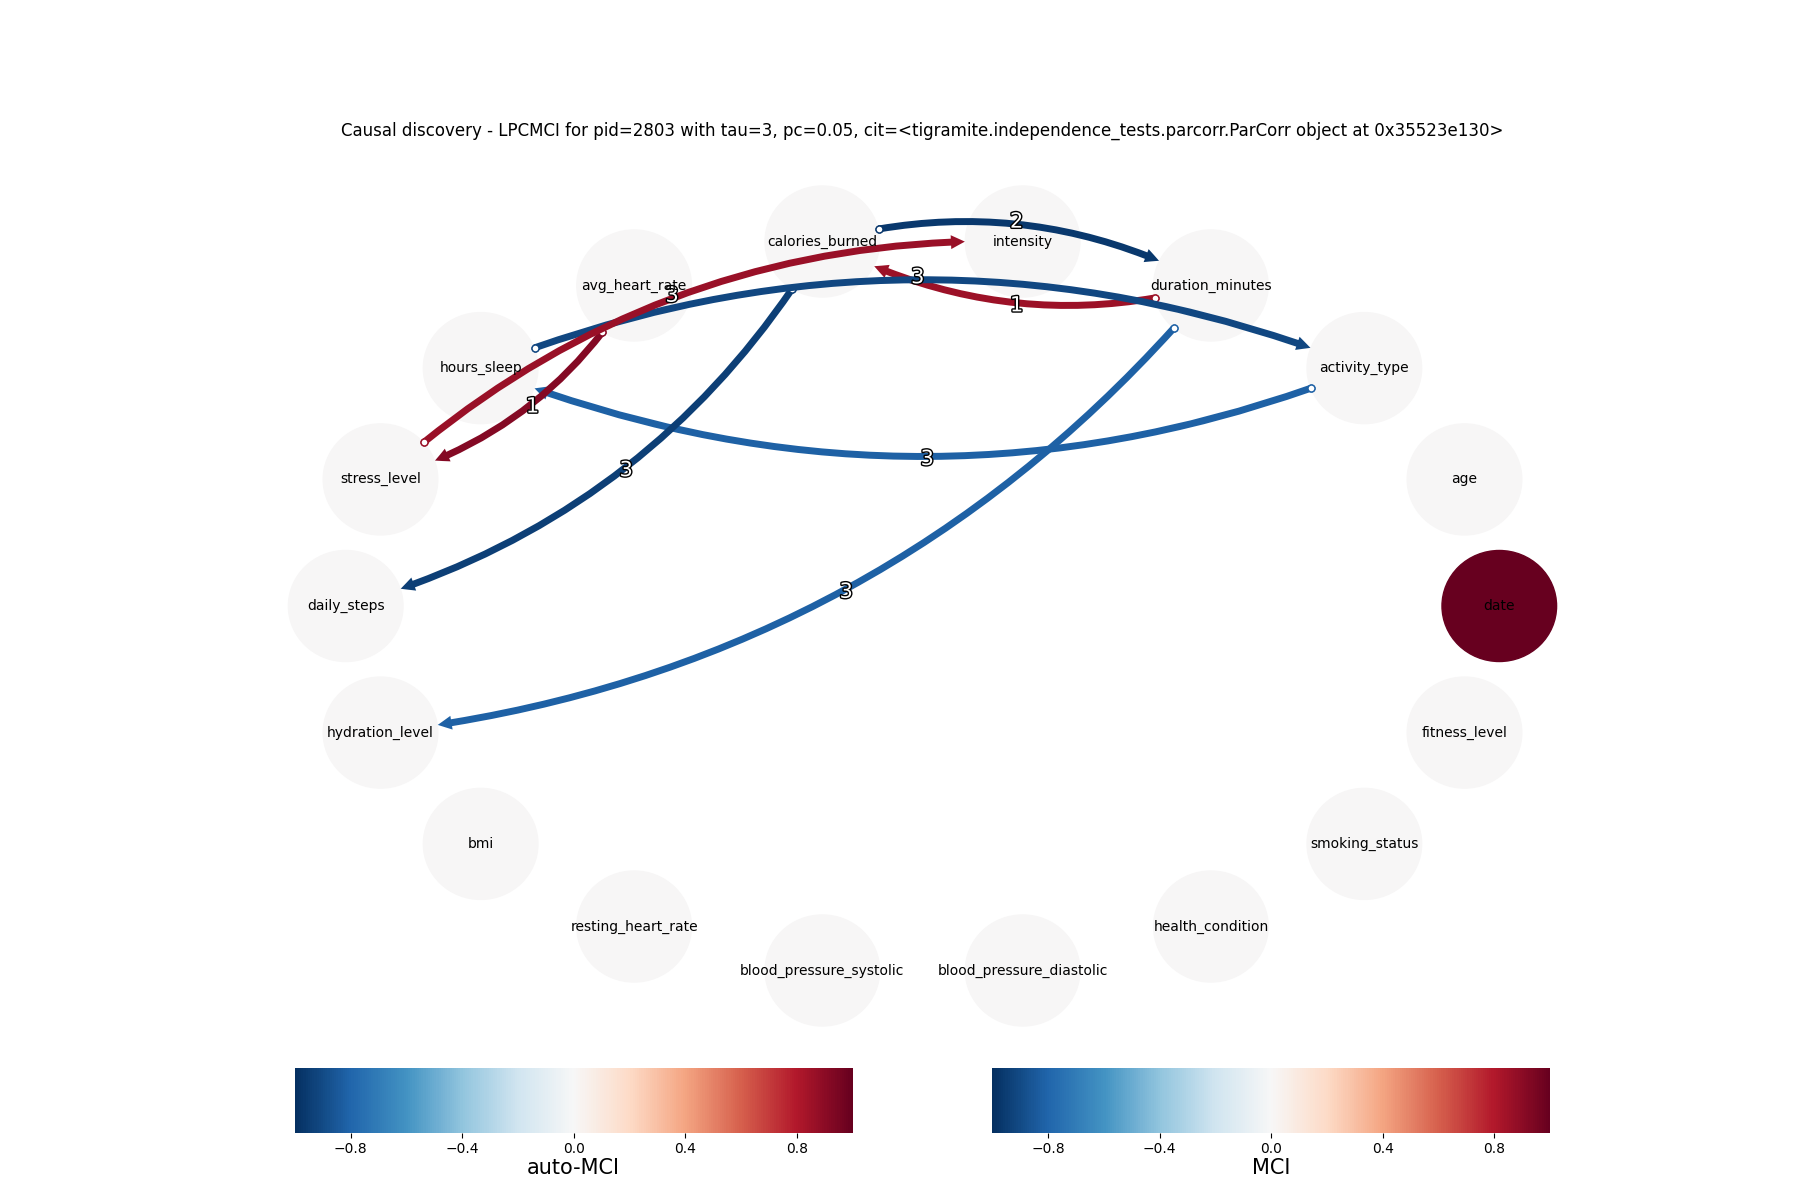 Causal discovery - LPCMCI for pid=2803 with tau=3, pc=0.05, cit=<tigramite.independence_tests.parcorr.ParCorr object at 0x35523e130>
2
calories_burned
intensity
3
avg_heart_rate
duration_minutes
3
1
hours_sleep
activity_type
1
3
stress_level
age
3
3
daily_steps
date
hydration_level
fitness_level
bmi
smoking_status
resting_heart_rate
health_condition
blood_pressure_systolic
blood_pressure_diastolic
−0.8 −0.4 0.0 0.4 0.8
auto-MCI
−0.8 −0.4 0.0 0.4 0.8
MCI